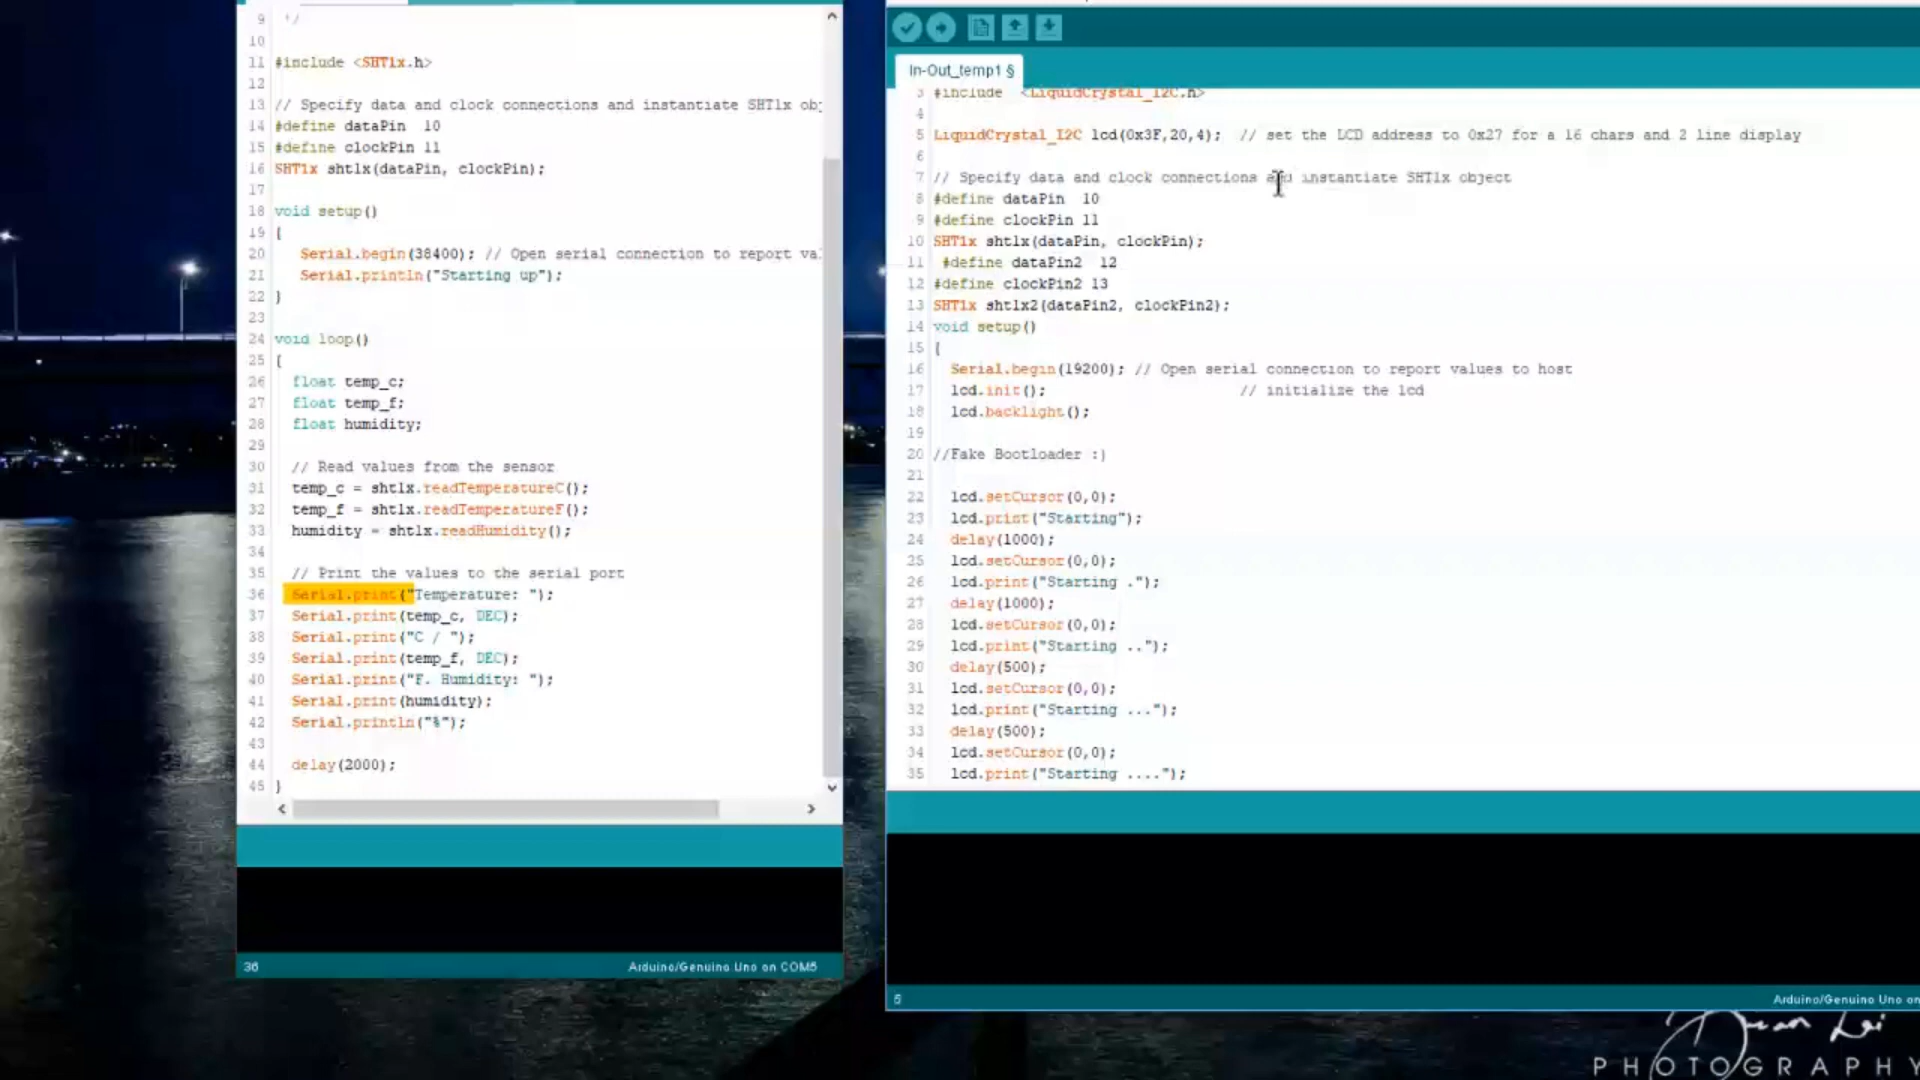 9 */
10
11 #include <SHT1x.h>
12
13 // Specify data and clock connections and instantiate SHT1x obj
14 #define dataPin  10
15 #define clockPin 11
16 SHT1x sht1x(dataPin, clockPin);
17
18 void setup()
19 {
20 Serial.begin(38400); // Open serial connection to report va
21 Serial.println("Starting up");
22 }
23
24 void loop()
25 {
26 float temp_c;
27 float temp_f;
28 float humidity;
29
30 // Read values from the sensor
31 temp_c = sht1x.readTemperatureC();
32 temp_f = sht1x.readTemperatureF();
33 humidity = sht1x.readHumidity();
34
35 // Print the values to the serial port
36 Serial.print("Temperature: ");
37 Serial.print(temp_c, DEC);
38 Serial.print("C / ");
39 Serial.print(temp_f, DEC);
40 Serial.print("F. Humidity: ");
41 Serial.print(humidity);
42 Serial.println("%");
43
44 delay(2000);
45 }
36 Arduino/Genuino Uno on COM5
In-Out_temp1 §
3 #include  <LiquidCrystal_I2C.h>
4
5 LiquidCrystal_I2C lcd(0x3F,20,4);  // set the LCD address to 0x27 for a 16 chars and 2 line display
6
7 // Specify data and clock connections and instantiate SHT1x object
8 #define dataPin  10
9 #define clockPin 11
10 SHT1x sht1x(dataPin, clockPin);
11 #define dataPin2  12
12 #define clockPin2 13
13 SHT1x sht1x2(dataPin2, clockPin2);
14 void setup()
15 {
16 Serial.begin(19200); // Open serial connection to report values to host
17 lcd.init(); // initialize the lcd
18 lcd.backlight();
19
20 //Fake Bootloader :)
21
22 lcd.setCursor(0,0);
23 lcd.print("Starting");
24 delay(1000);
25 lcd.setCursor(0,0);
26 lcd.print("Starting .");
27 delay(1000);
28 lcd.setCursor(0,0);
29 lcd.print("Starting ..");
30 delay(500);
31 lcd.setCursor(0,0);
32 lcd.print("Starting ...");
33 delay(500);
34 lcd.setCursor(0,0);
35 lcd.print("Starting ....");
5 Arduino/Genuino Uno on
PHOTOGRAPHY